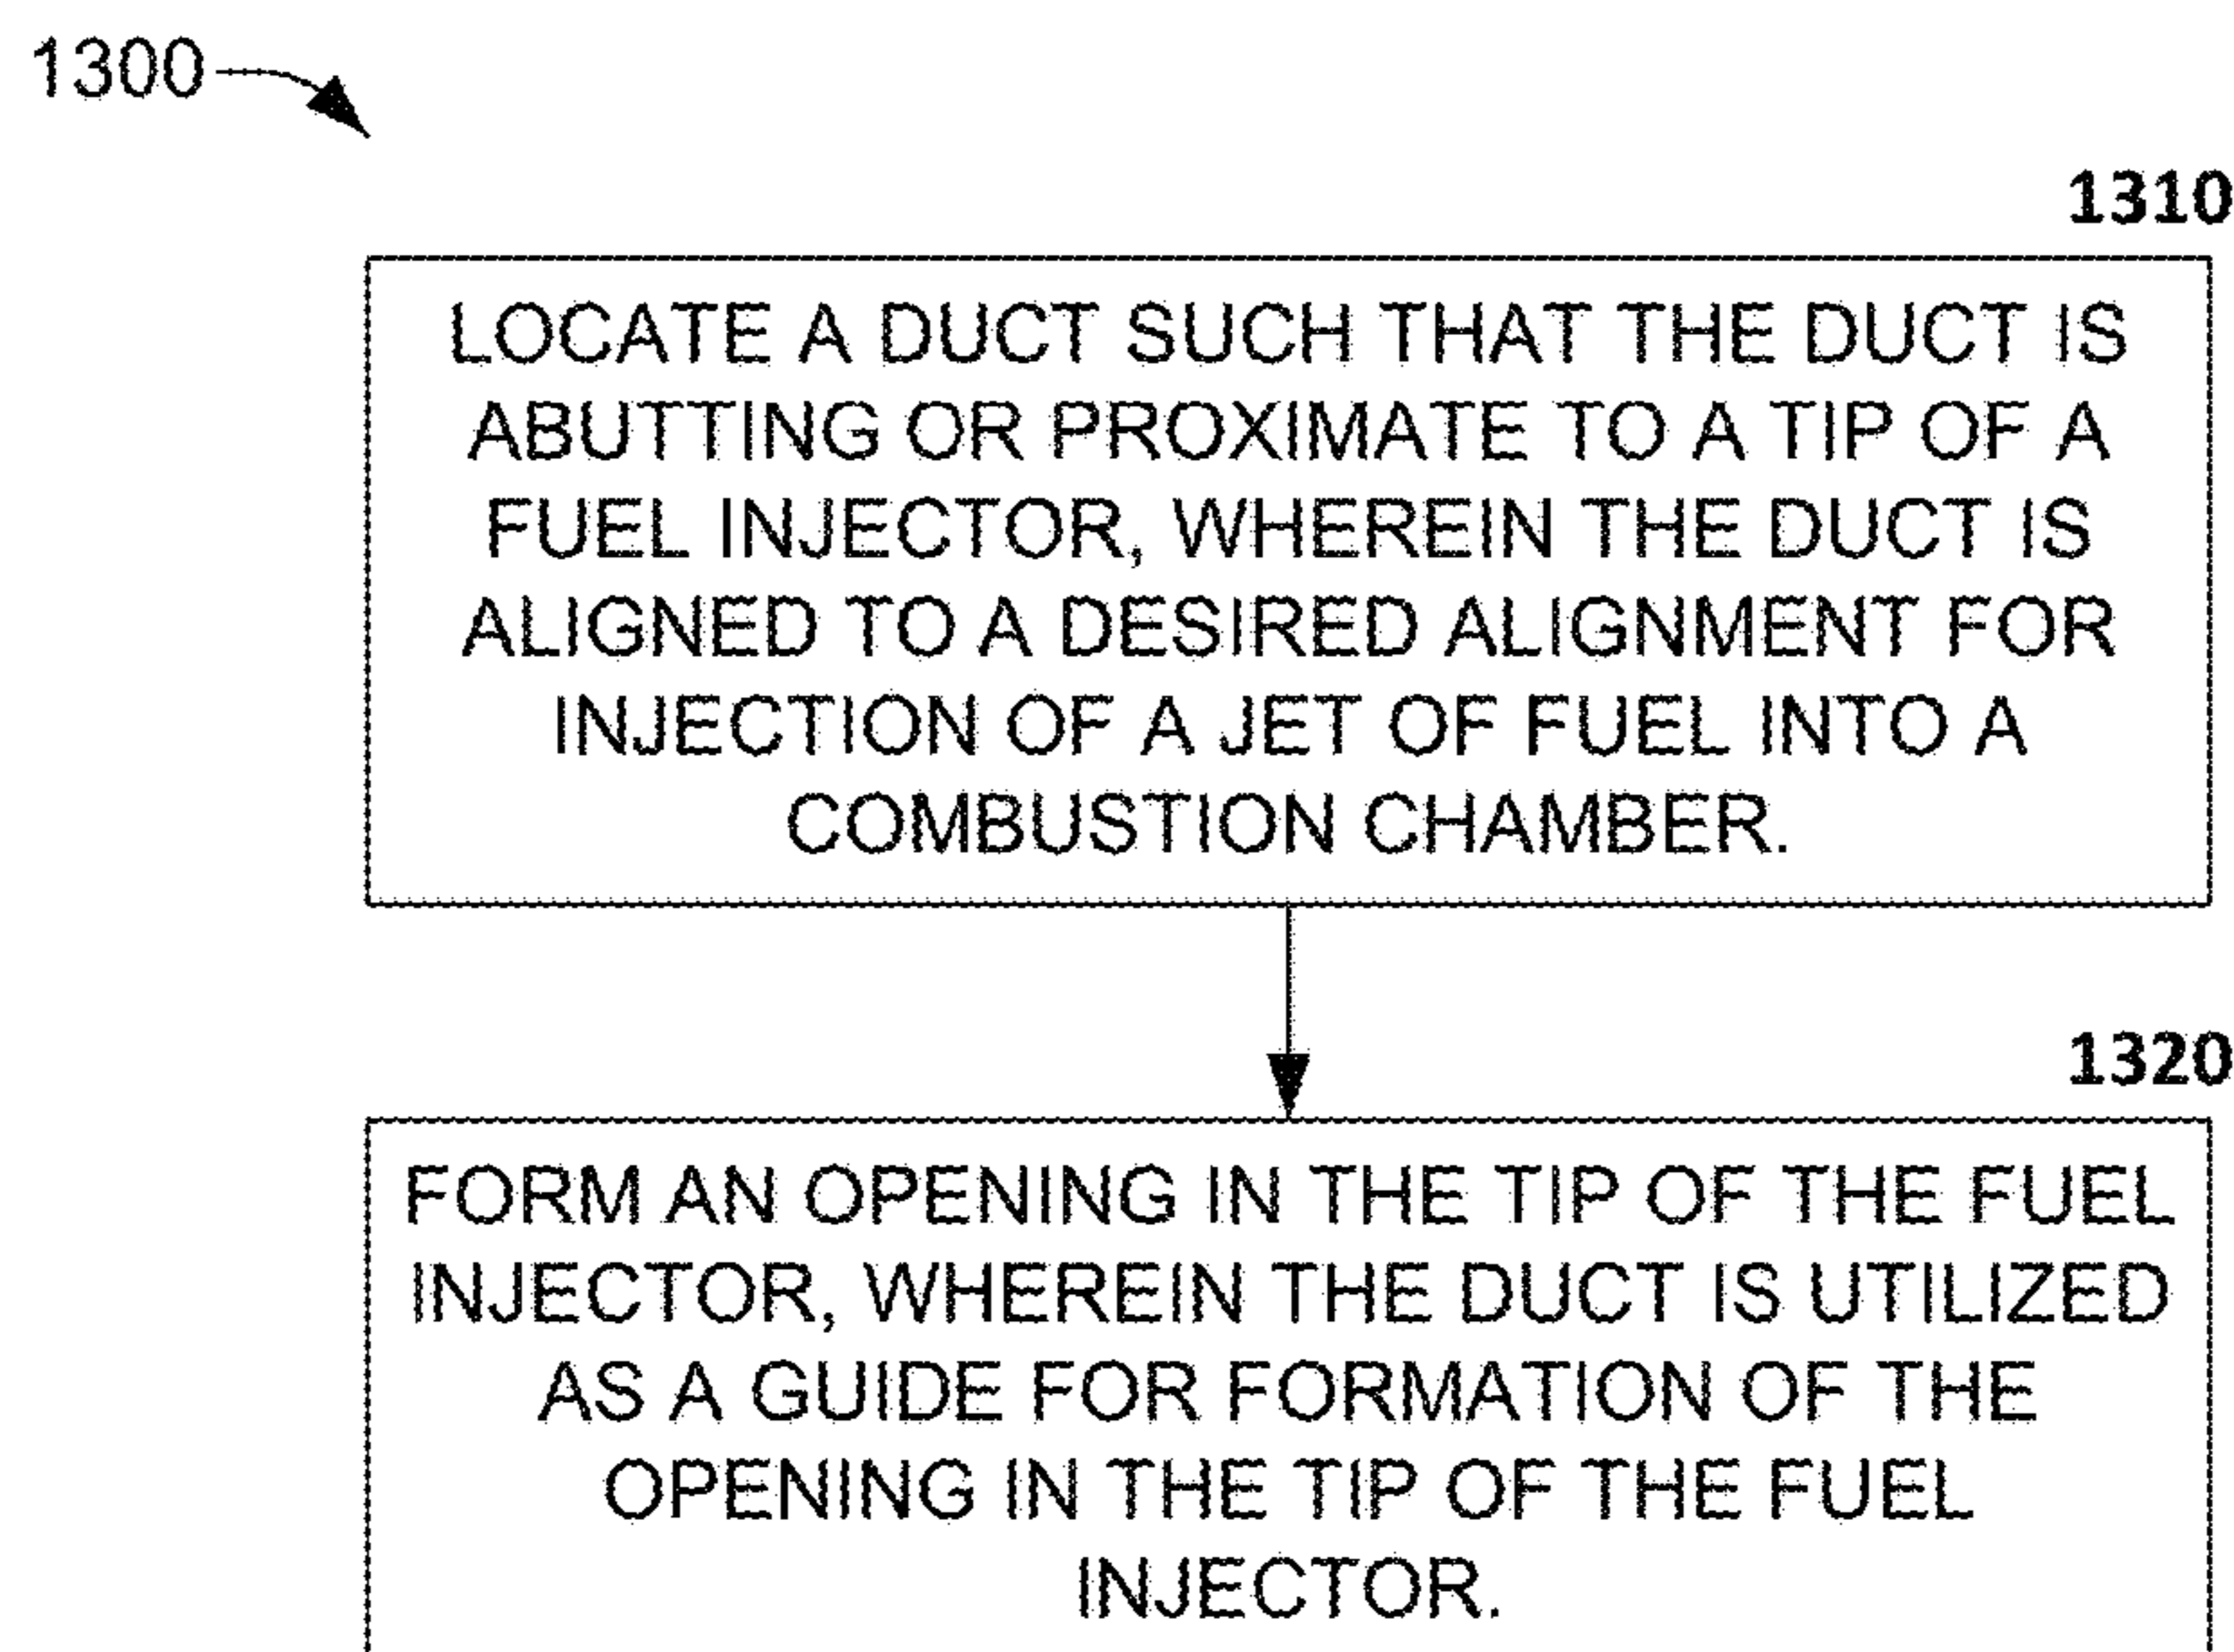 1300
1310
LOCATE A DUCT SUCH THAT THE DUCT IS
ABUTTING OR PROXIMATE TO A TIP OF A
FUEL INJECTOR, WHEREIN THE DUCT IS
ALIGNED TO A DESIRED ALIGNMENT FOR
INJECTION OF A JET OF FUEL INTO A
COMBUSTION CHAMBER.
1320
FORM AN OPENING IN THE TIP OF THE FUEL
INJECTOR, WHEREIN THE DUCT IS UTILIZED
AS A GUIDE FOR FORMATION OF THE
OPENING IN THE TIP OF THE FUEL
INJECTOR.